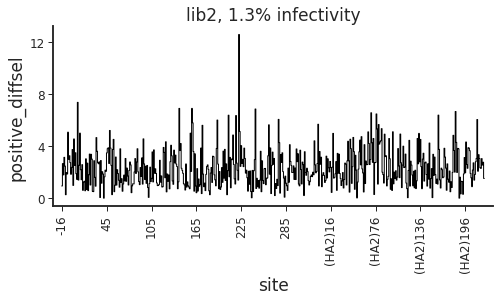 lib2, 1.3% infectivity
positive_diffsel
12
8
4
0
-16
45
105
165
225
285
(HA2)16
(HA2)76
(HA2)136
(HA2)196
site